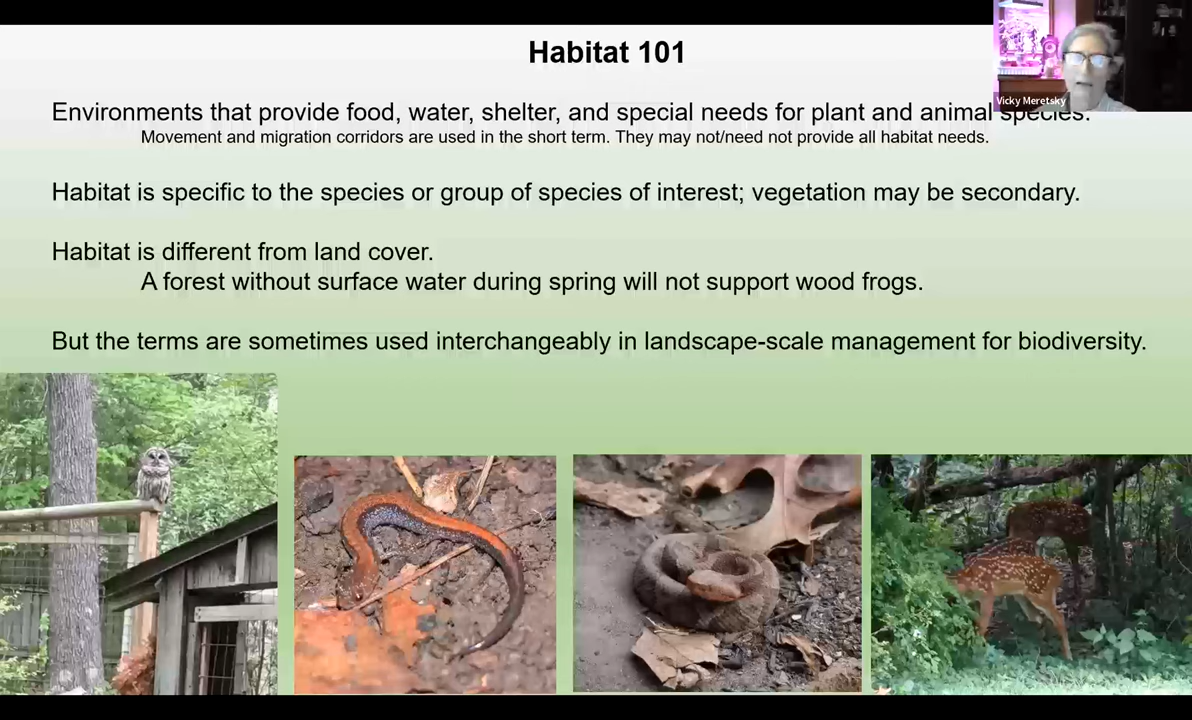 Habitat 101
Vicky Meretsky
Environments that provide food, water, shelter, and special needs for plant and animal species.
Movement and migration corridors are used in the short term. They may not/need not provide all habitat needs.
Habitat is specific to the species or group of species of interest; vegetation may be secondary.
Habitat is different from land cover.
A forest without surface water during spring will not support wood frogs.
But the terms are sometimes used interchangeably in landscape-scale management for biodiversity.